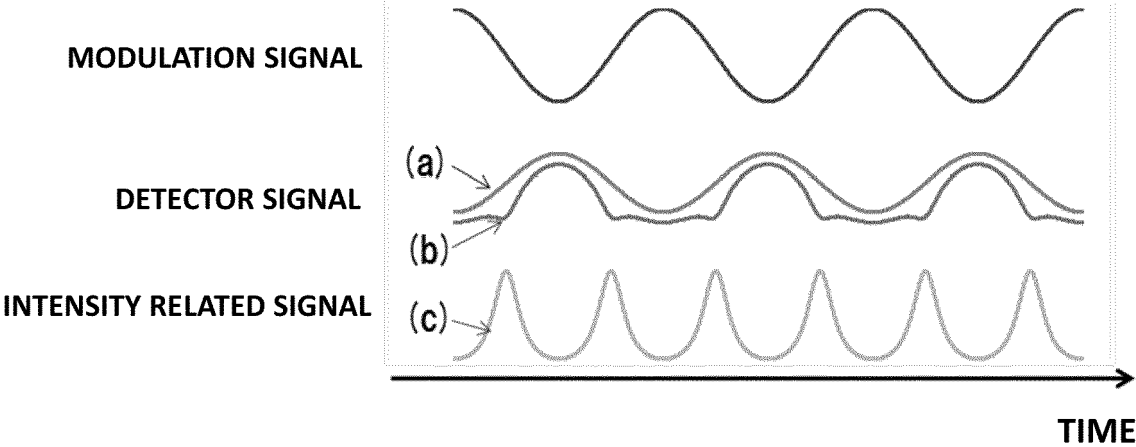 MODULATION SIGNAL
(a)
DETECTOR SIGNAL
(b)
INTENSITY RELATED SIGNAL
(c)
TIME